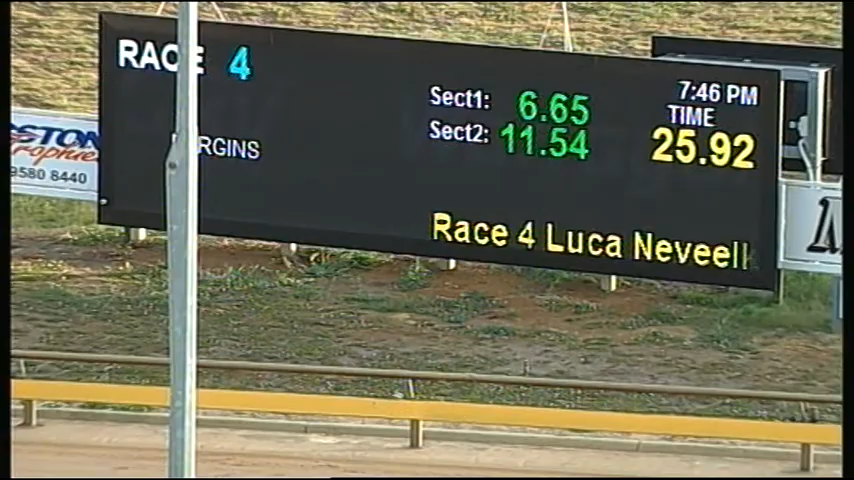 RACE 4
7:46 PM
Sect1: 6.65
TIME
Sect2: 11.54
25.92
RGINS
STON
9580 8440
Race 4 Luca Neveell